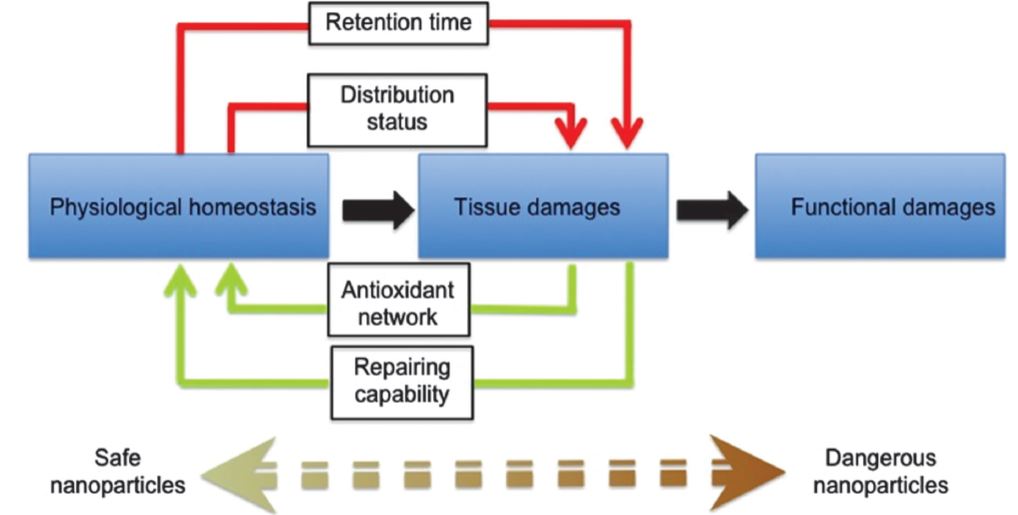 Retention time
Distribution
status
Physiological homeostasis
Tissue damages
Functional damages
Antioxidant
network
Repairing
capability
Safe
nanoparticles
Dangerous
nanoparticles